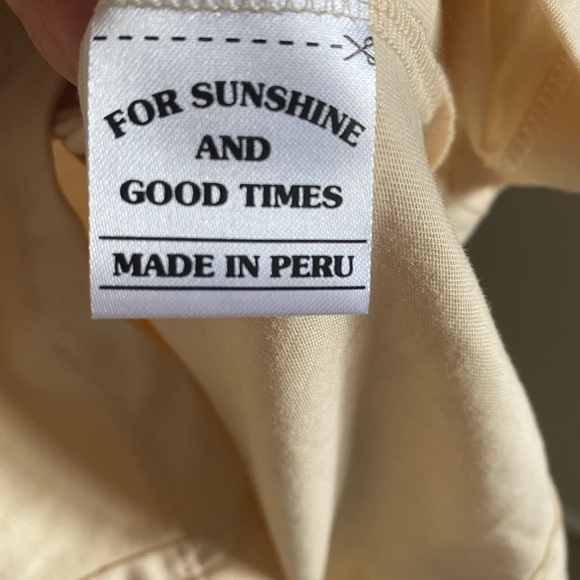 FOR SUNSHINE
AND
GOOD TIMES
MADE IN PERU